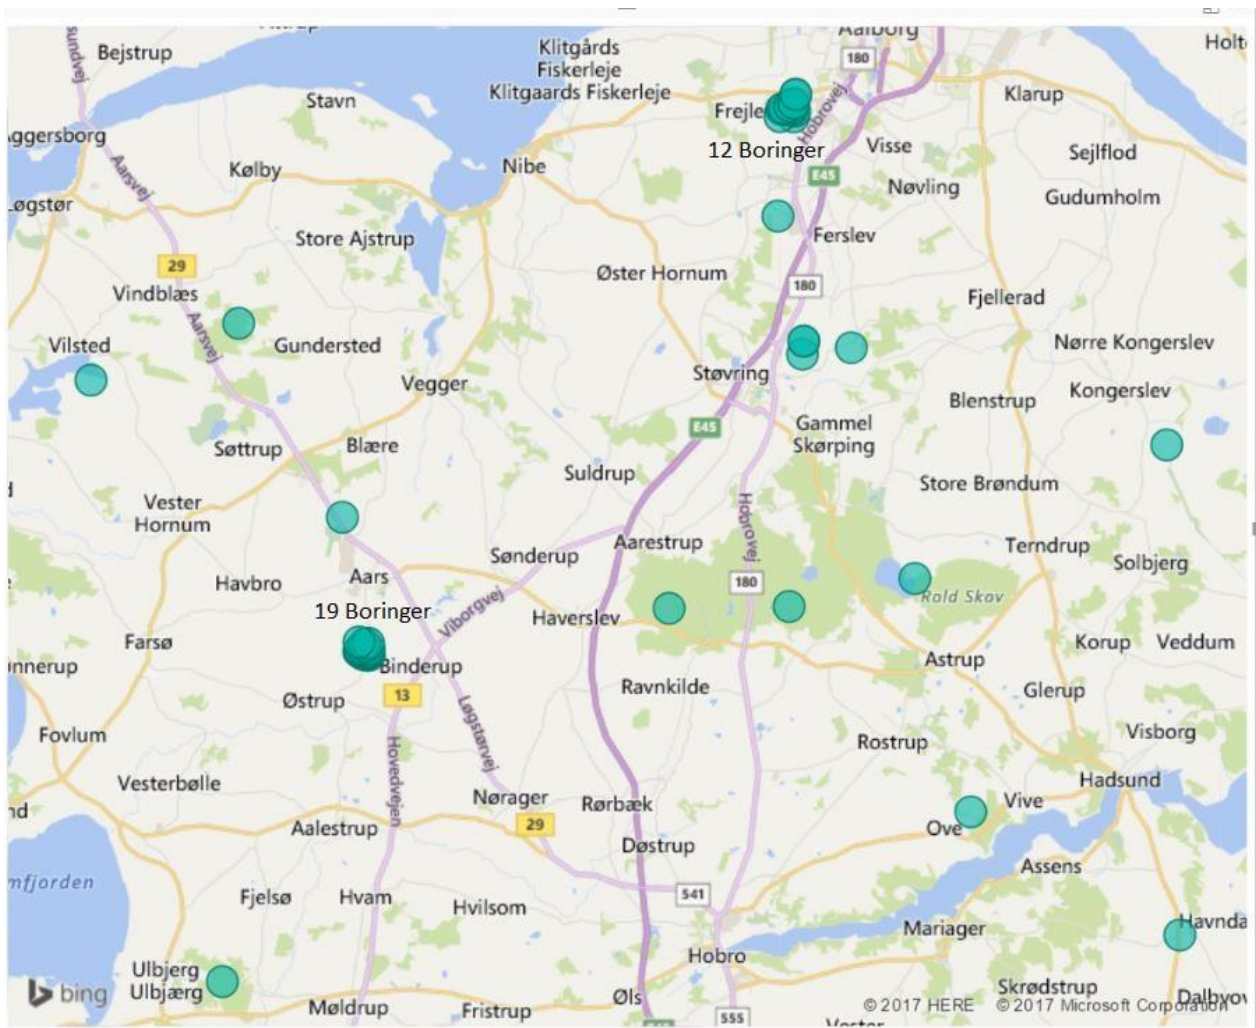 Aalborg
sundvej
Bejstrup
Klitgårds
Fiskerleje
Klitgaards Fiskerleje
180
Holt
Stavn
Klarup
Frejle
Hobrovej
Aggersborg
12 Boringer
Visse
Sejlflod
Aarsvej
Kølby
Nibe
E45
Nøvling
Gudumholm
Løgstør
Store Ajstrup
Ferslev
29
Øster Hornum
180
Vindblæs
Fjellerad
Aarsvej
Vilsted
Gundersted
Nørre Kongerslev
Støvring
Vegger
Kongerslev
Blenstrup
E45
Gammel
Skørping
Søttrup
Blære
Suldrup
Store Brøndum
Vester
Hornum
Hobrovej
Aarestrup
Sønderup
Terndrup
Solbjerg
Havbro
Aars
180
Rold Skov
19 Boringer
Viborgvej
Haverslev
Farsø
Korup
Veddum
Binderup
unnerup
Astrup
13
Østrup
Ravnkilde
Glerup
Løgstørvej
Fovlum
Rostrup
Visborg
Hovedvejen
Vesterbølle
Hadsund
Nørager
Rørbæk
Vive
nd
Aalestrup
29
Ove
Døstrup
Assens
mfjorden
Fjelsø
Hvam
Hvilsom
541
Mariager
Havnda
Hobro
Ulbjerg
Ulbjærg
bing
Møldrup
Fristrup
Øls
Skrødstrup
Dalbyov
© 2017 HERE © 2017 Microsoft Corporation
555